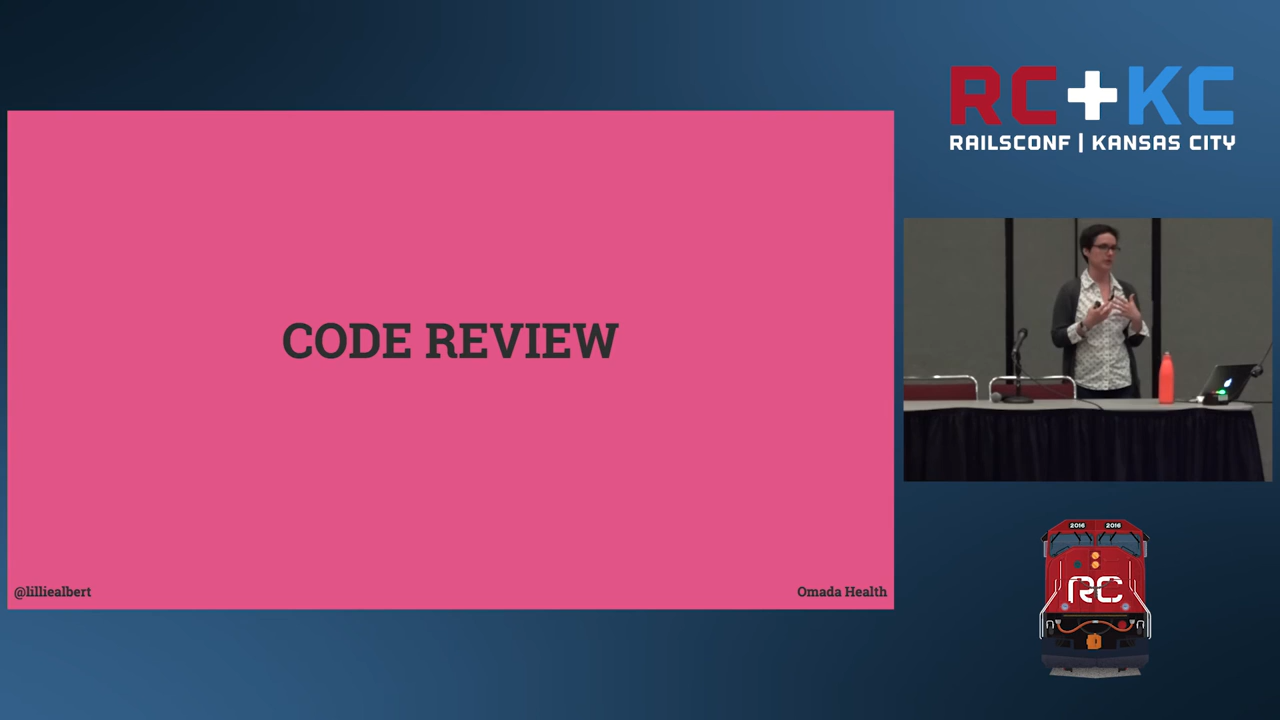 RC+KC
RAILSCONF | KANSAS CITY
CODE REVIEW
@lilliealbert
Omada Health
2016
2016
RC